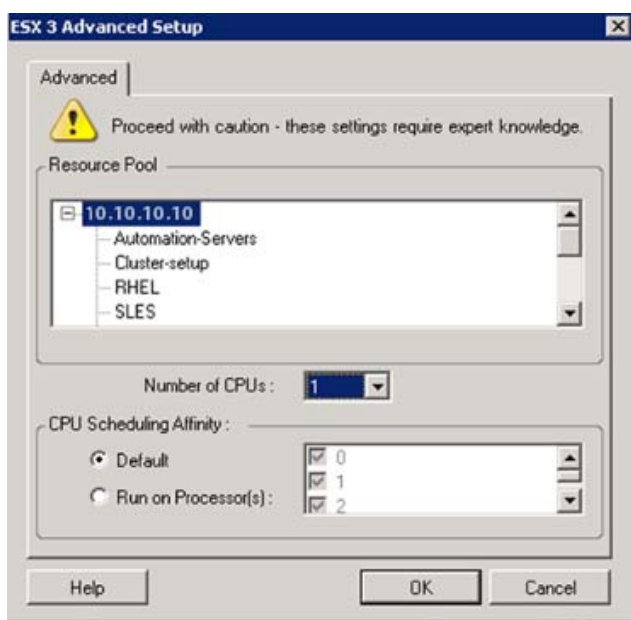 ESX 3 Advanced Setup
Advanced
Proceed with caution - these settings require expert knowledge.
Resource Pool
10.10.10.10
Automation-Servers
Cluster-setup
RHEL
SLES
Number of CPUs : 1
CPU Scheduling Affinity :
Default
0
1
Run on Processor(s) :
2
Help OK Cancel